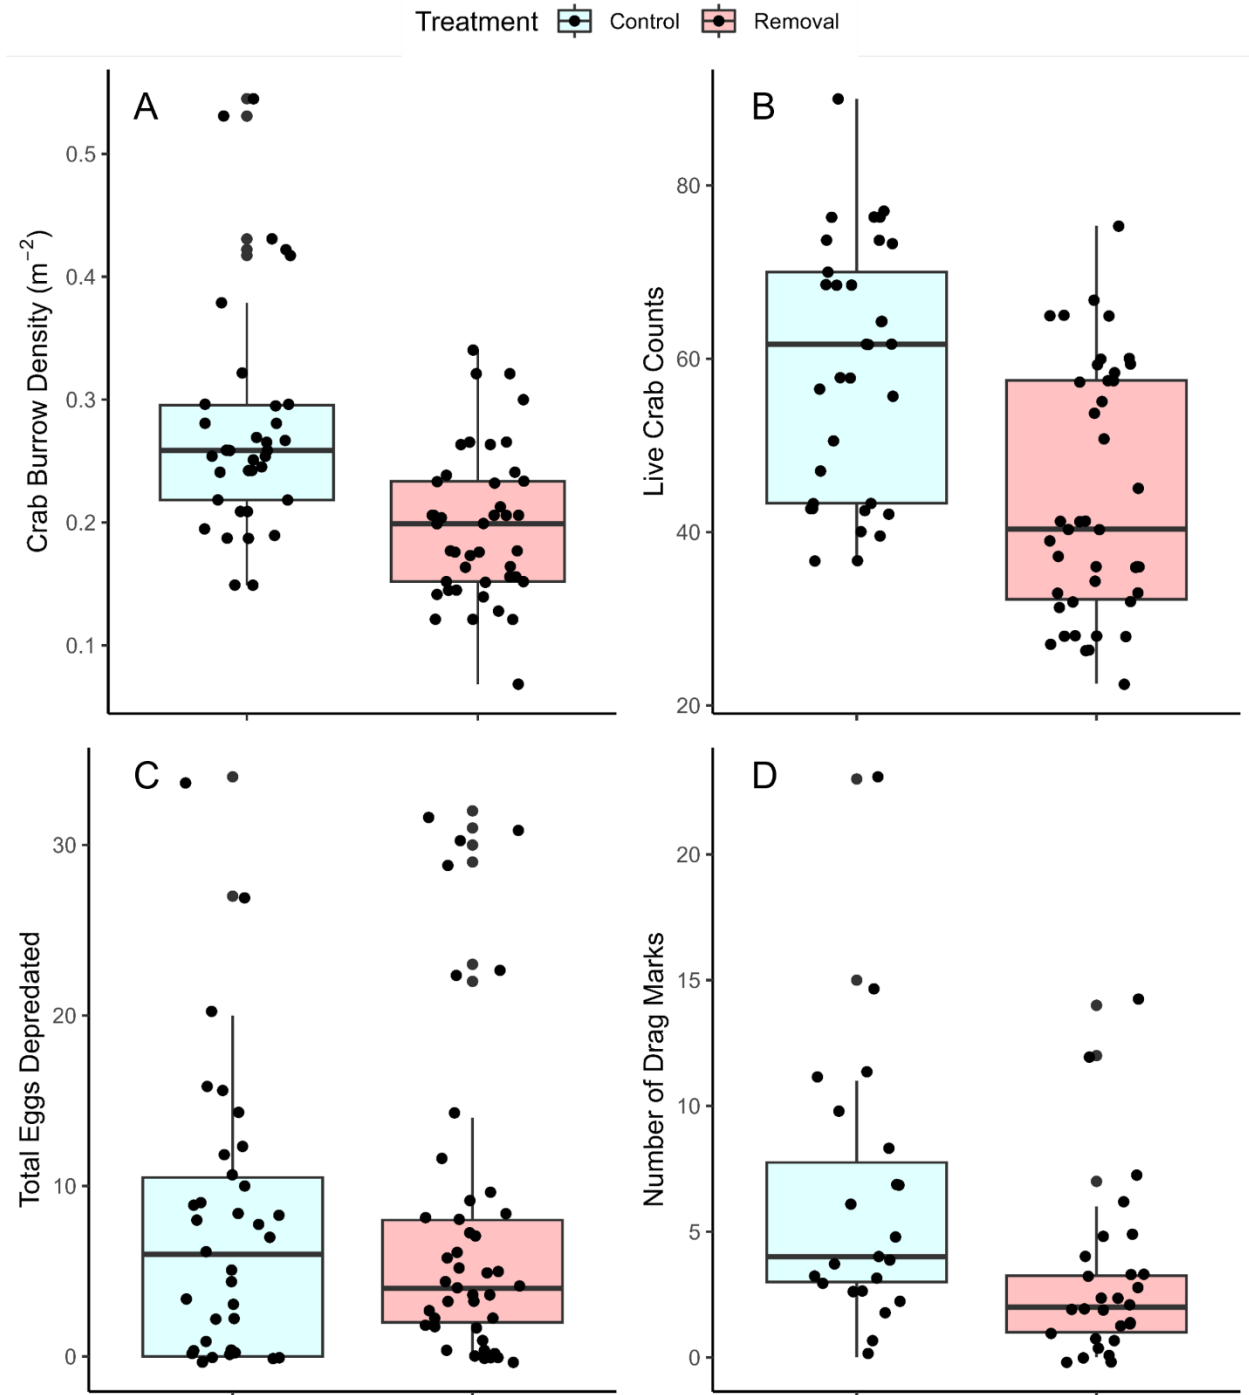 Treatment Control Removal
A
Crab Burrow Density (m⁻²)
0.5
0.4
0.3
0.2
0.1
B
Live Crab Counts
80
60
40
20
C
Total Eggs Depredated
30
20
10
0
D
Number of Drag Marks
20
15
10
5
0